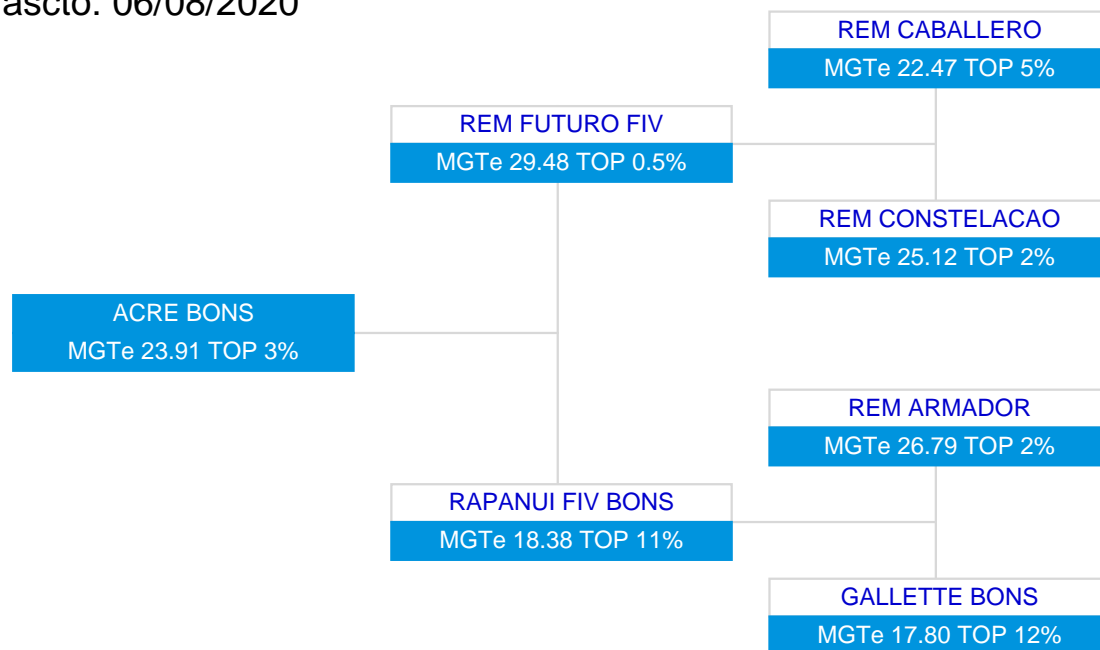 ascto: 06/08/2020
REM CABALLERO
MGTe 22.47 TOP 5%
REM FUTURO FIV
MGTe 29.48 TOP 0.5%
REM CONSTELACAO
MGTe 25.12 TOP 2%
ACRE BONS
MGTe 23.91 TOP 3%
REM ARMADOR
MGTe 26.79 TOP 2%
RAPANUI FIV BONS
MGTe 18.38 TOP 11%
GALLETTE BONS
MGTe 17.80 TOP 12%